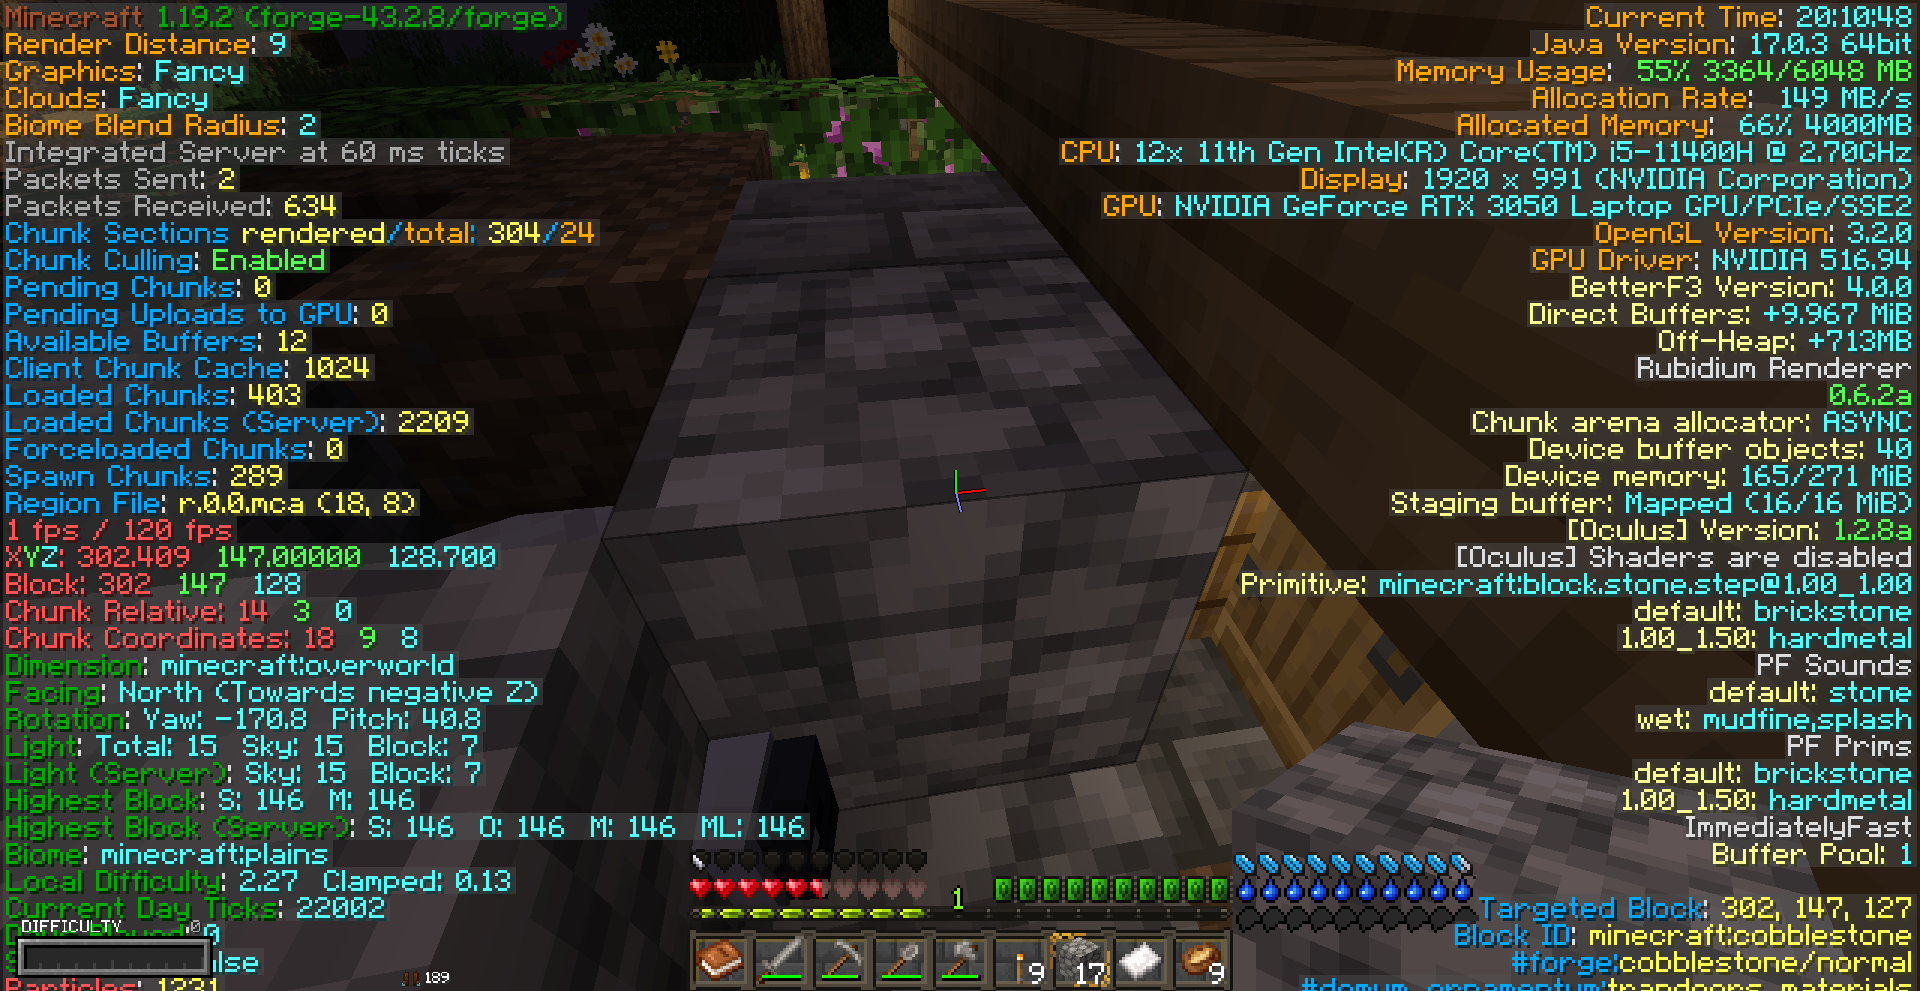 Minecraft 1.19.2 (forge-43.2.8/forge)
Render Distance: 9
Graphics: Fancy
Clouds: Fancy
Biome Blend Radius: 2
Integrated Server at 60 ms ticks
Packets Sent: 2
Packets Received: 634
Chunk Sections rendered/total: 304/24
Chunk Culling: Enabled
Pending Chunks: 0
Pending Uploads to GPU: 0
Available Buffers: 12
Client Chunk Cache: 1024
Loaded Chunks: 403
Loaded Chunks (Server): 2209
Forceloaded Chunks: 0
Spawn Chunks: 289
Region File: r.0.0.mca (18, 8)
1 fps / 120 fps
XYZ: 302.409 147.00000 128.700
Block: 302 147 128
Chunk Relative: 14 3 0
Chunk Coordinates: 18 9 8
Dimension: minecraft:overworld
Facing: North (Towards negative Z)
Rotation: Yaw: -170.8 Pitch: 40.8
Light: Total: 15 Sky: 15 Block: 7
Light (Server): Sky: 15 Block: 7
Highest Block: S: 146 M: 146
Highest Block (Server): S: 146 O: 146 M: 146 ML: 146
Biome: minecraft:plains
Local Difficulty: 2.27 Clamped: 0.13
Current Day Ticks: 22002
0
DIFFICULTY 0
lse
Particles: 1231
189
Current Time: 20:10:48
Java Version: 17.0.3 64bit
Memory Usage: 55% 3364/6048 MB
Allocation Rate: 149 MB/s
Allocated Memory: 66% 4000MB
CPU: 12x 11th Gen Intel(R) Core(TM) i5-11400H @ 2.70GHz
Display: 1920 x 991 (NVIDIA Corporation)
GPU: NVIDIA GeForce RTX 3050 Laptop GPU/PCIe/SSE2
OpenGL Version: 3.2.0
GPU Driver: NVIDIA 516.94
BetterF3 Version: 4.0.0
Direct Buffers: +9.967 MiB
Off-Heap: +713MB
Rubidium Renderer
0.6.2a
Chunk arena allocator: ASYNC
Device buffer objects: 40
Device memory: 165/271 MiB
Staging buffer: Mapped (16/16 MiB)
[Oculus] Version: 1.2.8a
[Oculus] Shaders are disabled
Primitive: minecraft:block.stone.step@1.00_1.00
default: brickstone
1.00_1.50: hardmetal
PF Sounds
default: stone
wet: mudfine,splash
PF Prims
default: brickstone
1.00_1.50: hardmetal
ImmediatelyFast
Buffer Pool: 1
Targeted Block: 302, 147, 127
Block ID: minecraft:cobblestone
#forge:cobblestone/normal
#domum_ornamentum:trapdoors_materials
1
9
17
9